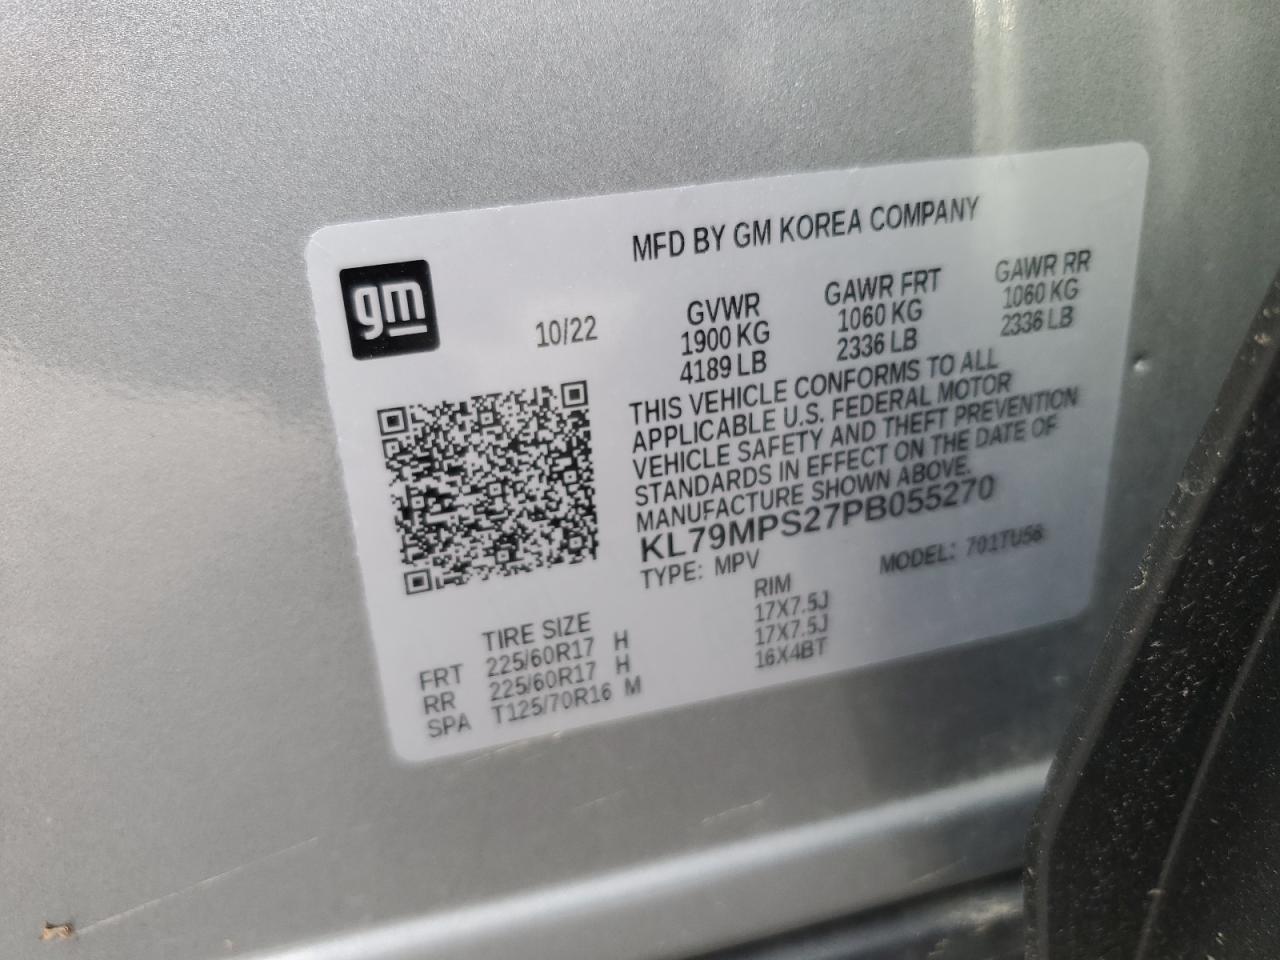 MFD BY GM KOREA COMPANY
gm
10/22
GVWR GAWR FRT GAWR RR
1900 KG 1060 KG 1060 KG
4189 LB 2336 LB 2336 LB
THIS VEHICLE CONFORMS TO ALL
APPLICABLE U.S. FEDERAL MOTOR
VEHICLE SAFETY AND THEFT PREVENTION
STANDARDS IN EFFECT ON THE DATE OF
MANUFACTURE SHOWN ABOVE.
KL79MPS27PB055270
TYPE: MPV MODEL: 701TU56
TIRE SIZE RIM
FRT 225/60R17 H 17X7.5J
RR 225/60R17 H 17X7.5J
SPA T125/70R16 M 16X4BT